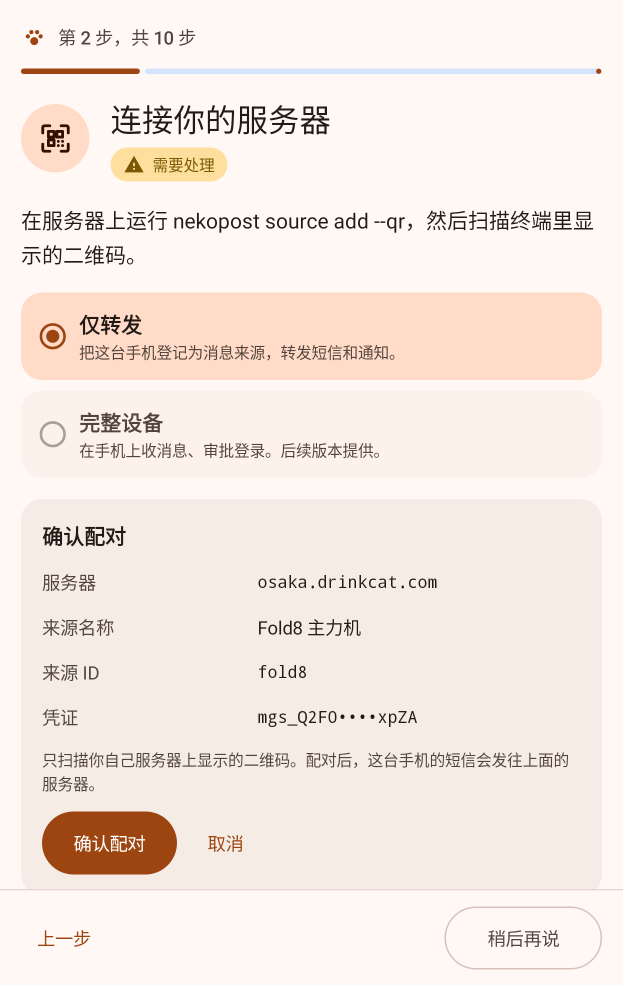 第 2 步，共 10 步
连接你的服务器
需要处理
在服务器上运行 nekopost source add --qr，然后扫描终端里显
示的二维码。
仅转发
把这台手机登记为消息来源，转发短信和通知。
完整设备
在手机上收消息、审批登录。后续版本提供。
确认配对
服务器 osaka.drinkcat.com
来源名称 Fold8 主力机
来源 ID fold8
凭证 mgs_Q2FO••••xpZA
只扫描你自己服务器上显示的二维码。配对后，这台手机的短信会发往上面的
服务器。
确认配对 取消
上一步 稍后再说